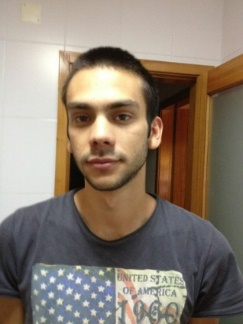 UNITED STATES
OF AMERICA